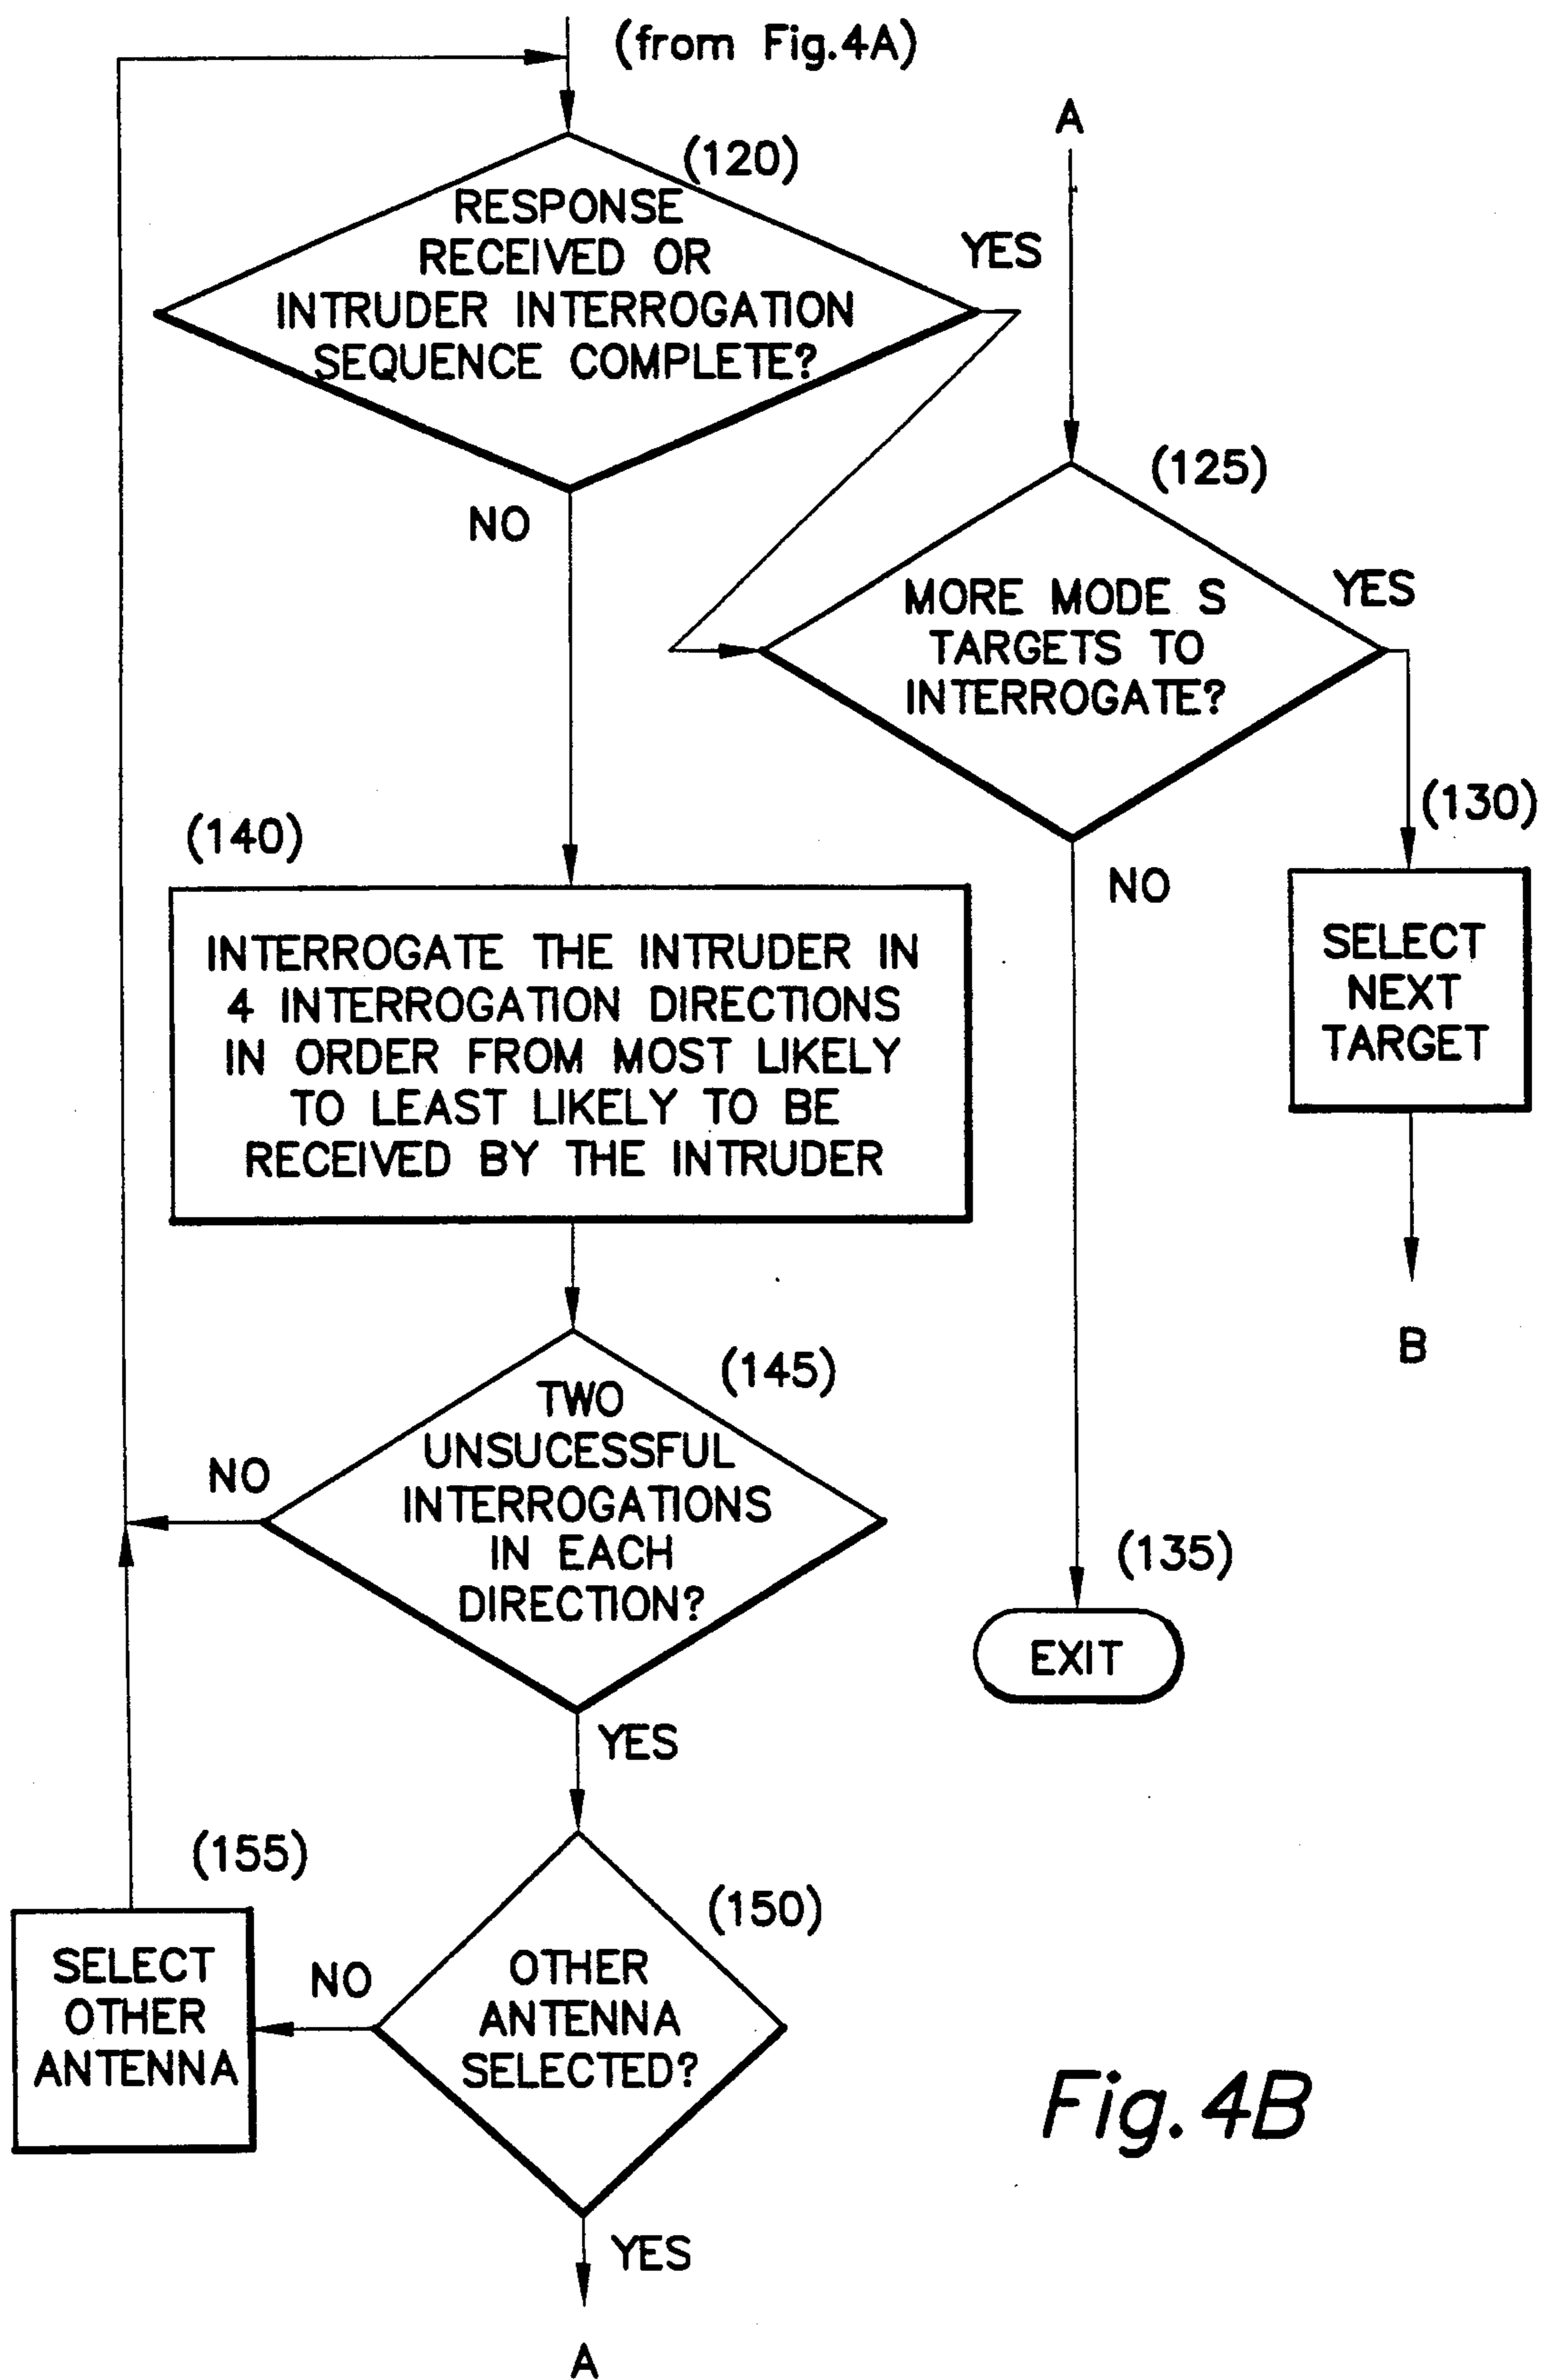 (from Fig.4A)
A
(120)
RESPONSE
RECEIVED OR
INTRUDER INTERROGATION
SEQUENCE COMPLETE?
YES
NO
(125)
MORE MODE S
TARGETS TO
INTERROGATE?
YES
NO
(130)
SELECT
NEXT
TARGET
B
(140)
INTERROGATE THE INTRUDER IN
4 INTERROGATION DIRECTIONS
IN ORDER FROM MOST LIKELY
TO LEAST LIKELY TO BE
RECEIVED BY THE INTRUDER
(145)
TWO
UNSUCESSFUL
INTERROGATIONS
IN EACH
DIRECTION?
NO
YES
(135)
EXIT
(155)
SELECT
OTHER
ANTENNA
(150)
OTHER
ANTENNA
SELECTED?
NO
YES
A
Fig. 4B